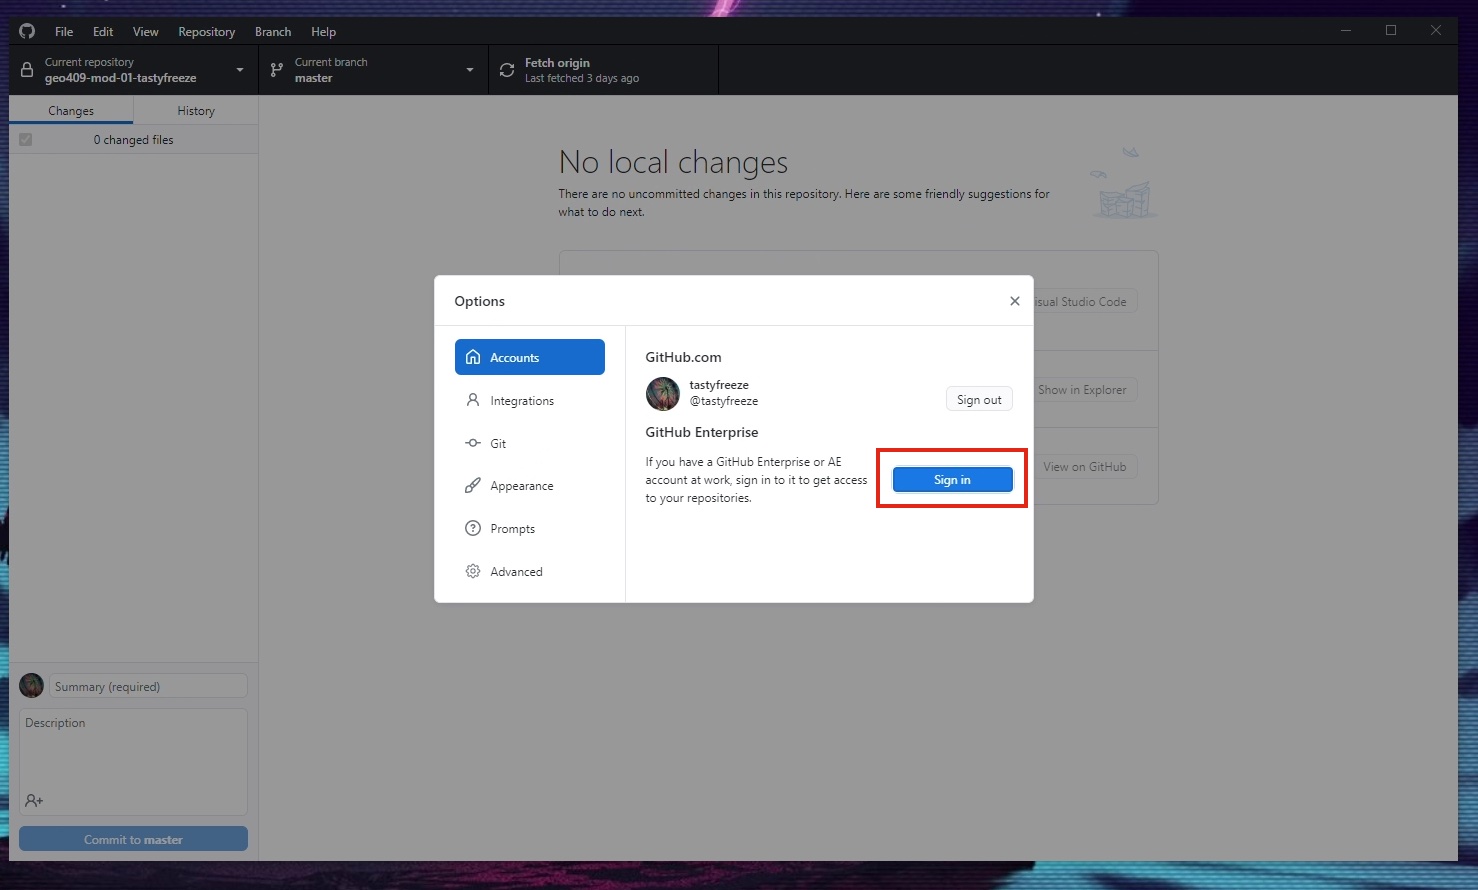 File Edit View Repository Branch Help
Current repository
geo409-mod-01-tastyfreeze
Current branch
master
Fetch origin
Last fetched 3 days ago
Changes
History
0 changed files
No local changes
There are no uncommitted changes in this repository. Here are some friendly suggestions for
what to do next.
Options
Accounts
Integrations
Git
Appearance
Prompts
Advanced
GitHub.com
tastyfreeze
@tastyfreeze
Sign out
GitHub Enterprise
If you have a GitHub Enterprise or AE
account at work, sign in to it to get access
to your repositories.
Sign in
Studio Code
Show in Explorer
View on GitHub
Summary (required)
Description
Commit to master